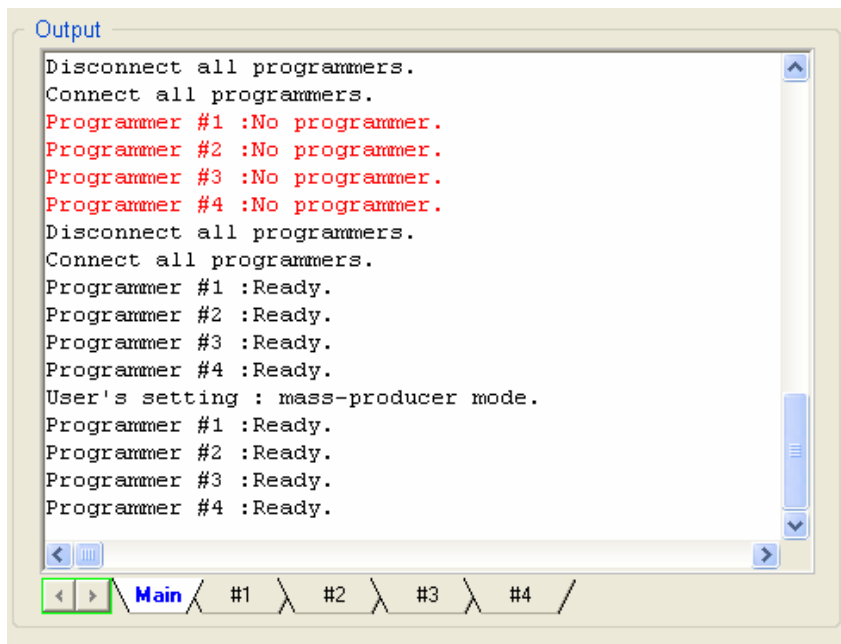 Output
Disconnect all programmers.
Connect all programmers.
Programmer #1 :No programmer.
Programmer #2 :No programmer.
Programmer #3 :No programmer.
Programmer #4 :No programmer.
Disconnect all programmers.
Connect all programmers.
Programmer #1 :Ready.
Programmer #2 :Ready.
Programmer #3 :Ready.
Programmer #4 :Ready.
User's setting : mass-producer mode.
Programmer #1 :Ready.
Programmer #2 :Ready.
Programmer #3 :Ready.
Programmer #4 :Ready.
Main #1 #2 #3 #4